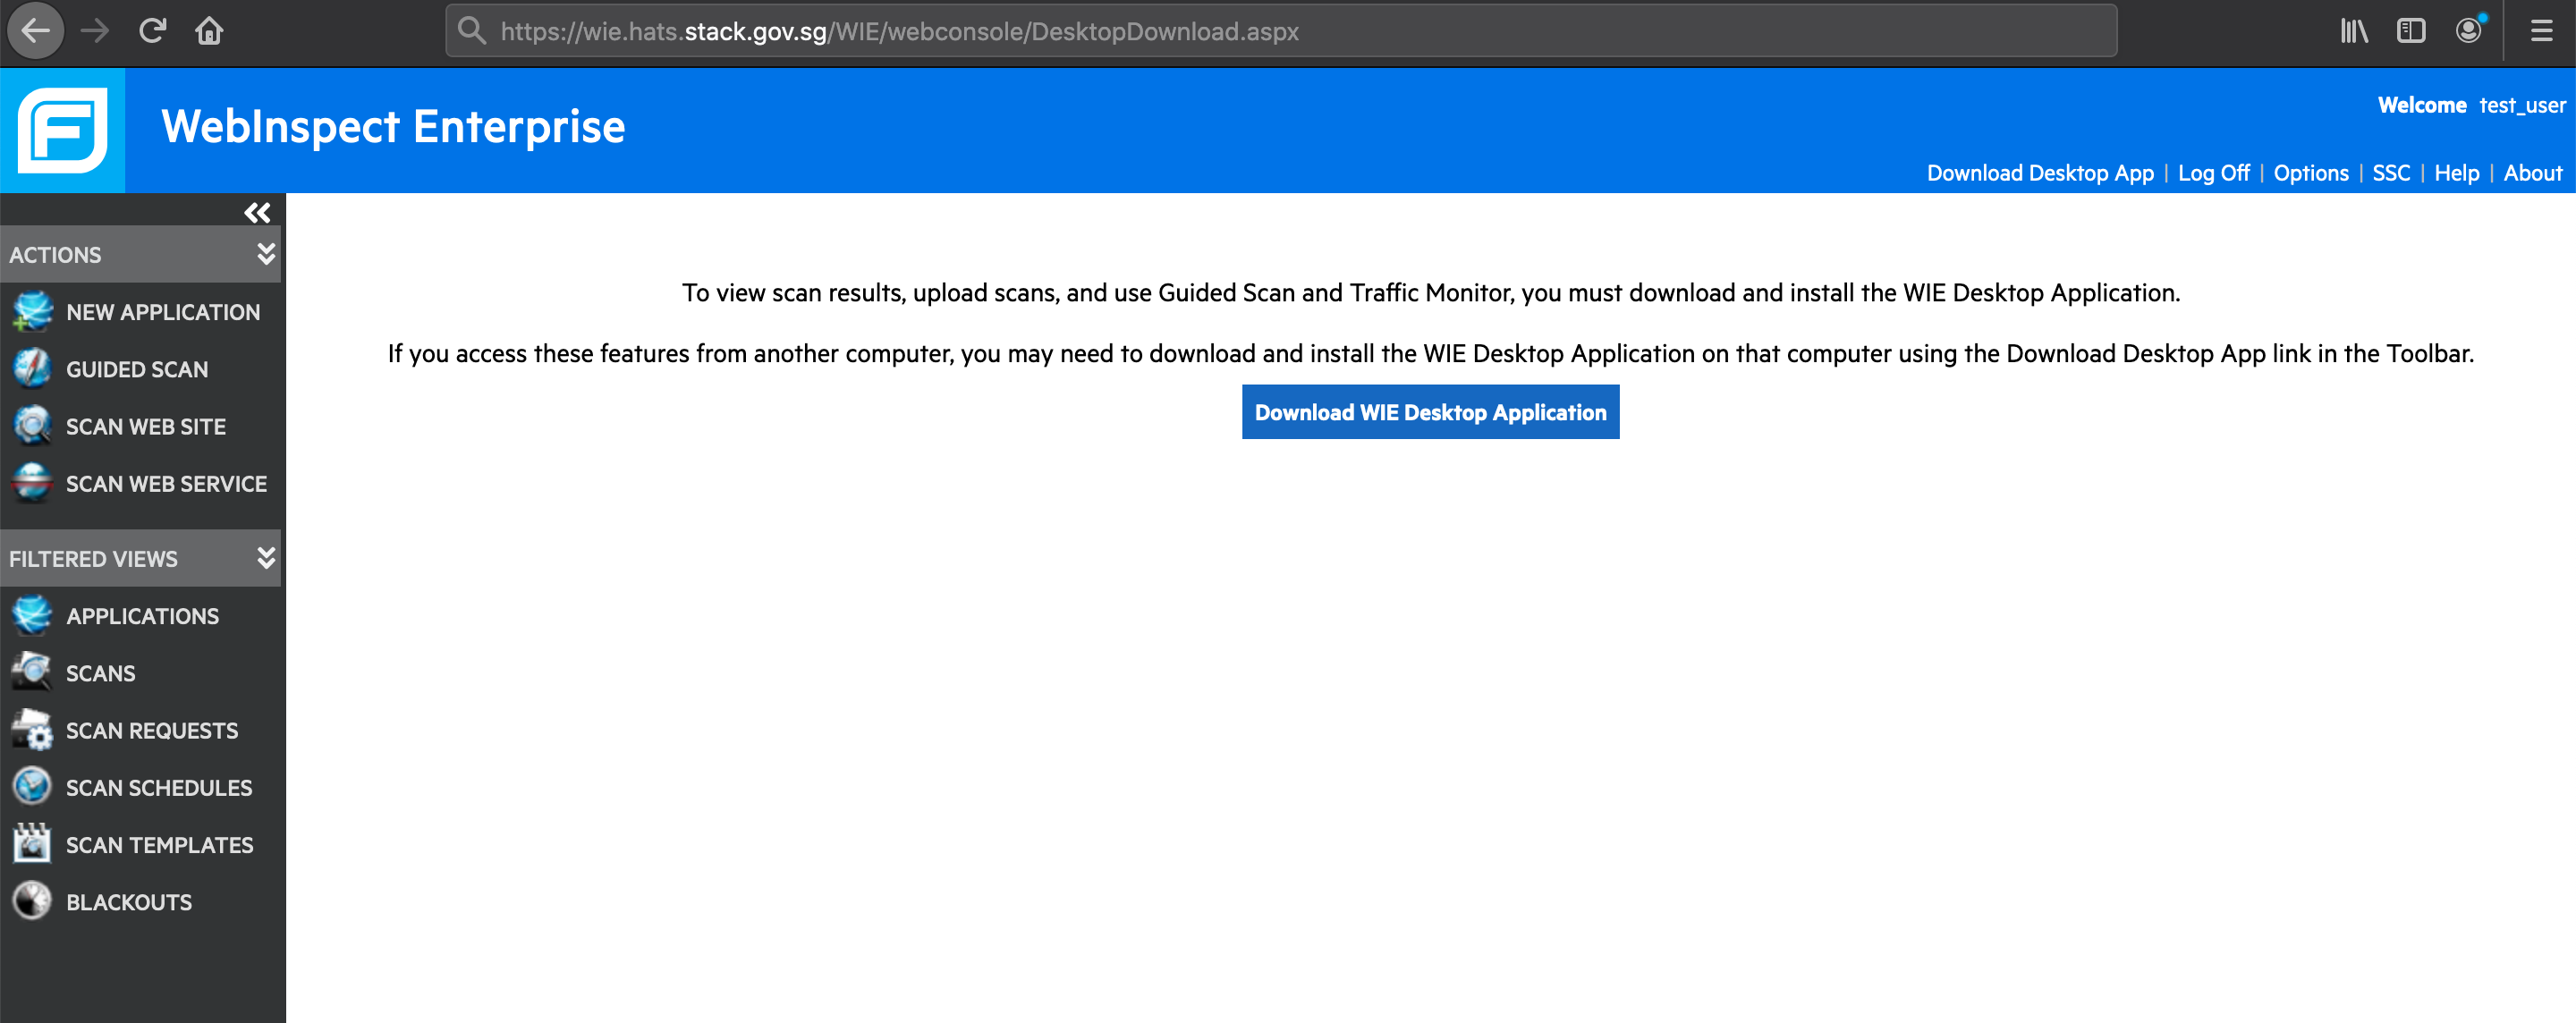 https://wie.hats.stack.gov.sg/WIE/webconsole/DesktopDownload.aspx
F
WebInspect Enterprise
Welcome test_user
Download Desktop App | Log Off | Options | SSC | Help | About
ACTIONS
NEW APPLICATION
GUIDED SCAN
SCAN WEB SITE
SCAN WEB SERVICE
FILTERED VIEWS
APPLICATIONS
SCANS
SCAN REQUESTS
SCAN SCHEDULES
SCAN TEMPLATES
BLACKOUTS
To view scan results, upload scans, and use Guided Scan and Traffic Monitor, you must download and install the WIE Desktop Application.
If you access these features from another computer, you may need to download and install the WIE Desktop Application on that computer using the Download Desktop App link in the Toolbar.
Download WIE Desktop Application